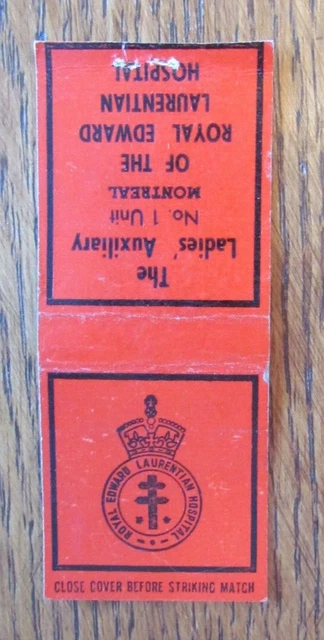 The
Ladies' Auxiliary
No. 1 Unit
MONTREAL
OF THE
ROYAL EDWARD
LAURENTIAN
HOSPITAL
ROYAL EDWARD LAURENTIAN HOSPITAL
CLOSE COVER BEFORE STRIKING MATCH